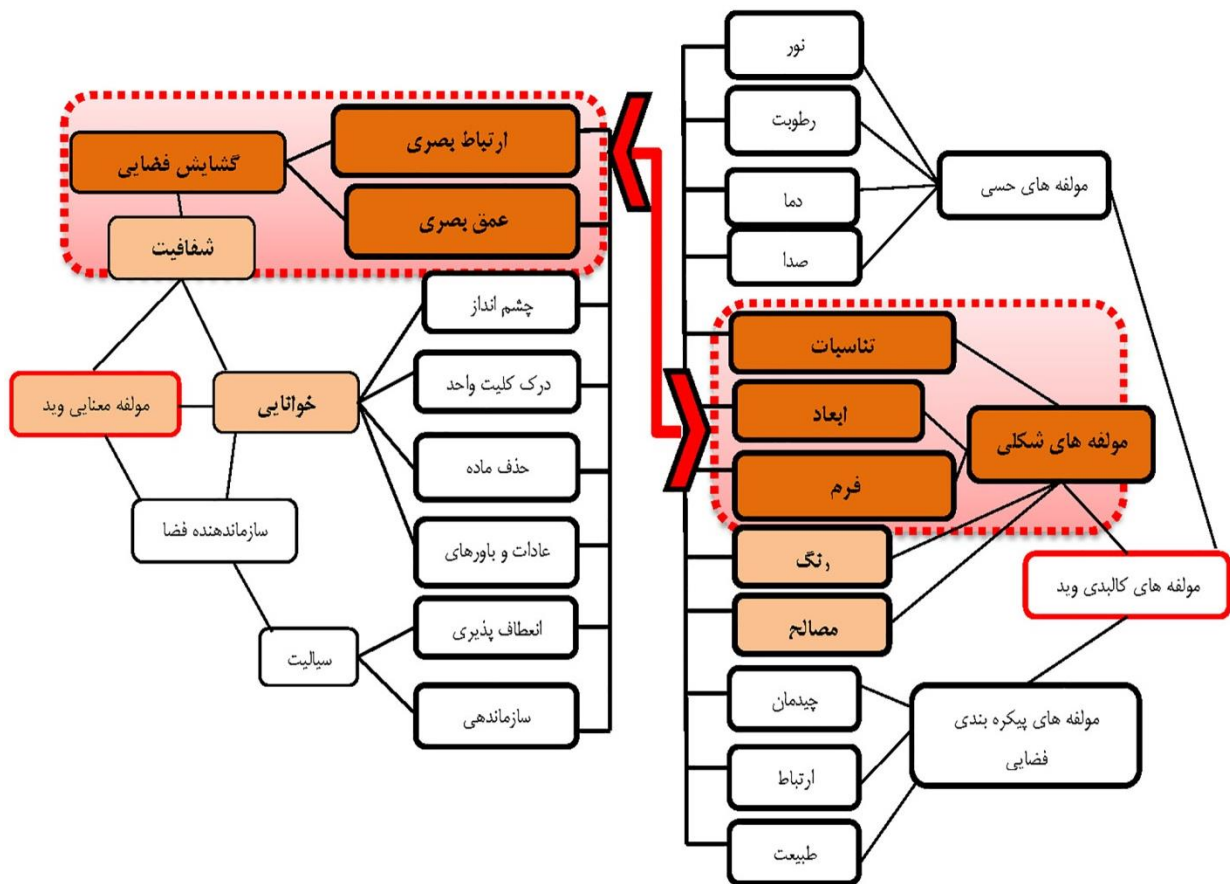 نور
رطوبت
دما
صدا
مولفه های حسی
تناسبات
ابعاد
فرم
رنگ
مصالح
مولفه های شکلی
مولفه های کالبدی وید
چیدمان
ارتباط
طبیعت
مولفه های پیکره بندی
فضایی
ارتباط بصری
عمق بصری
گشایش فضایی
شفافیت
چشم انداز
درک کلیت واحد
حذف ماده
عادات و باورهای
خوانایی
مولفه معنایی وید
سازماندهنده فضا
انعطاف پذیری
سازماندهی
سیالیت